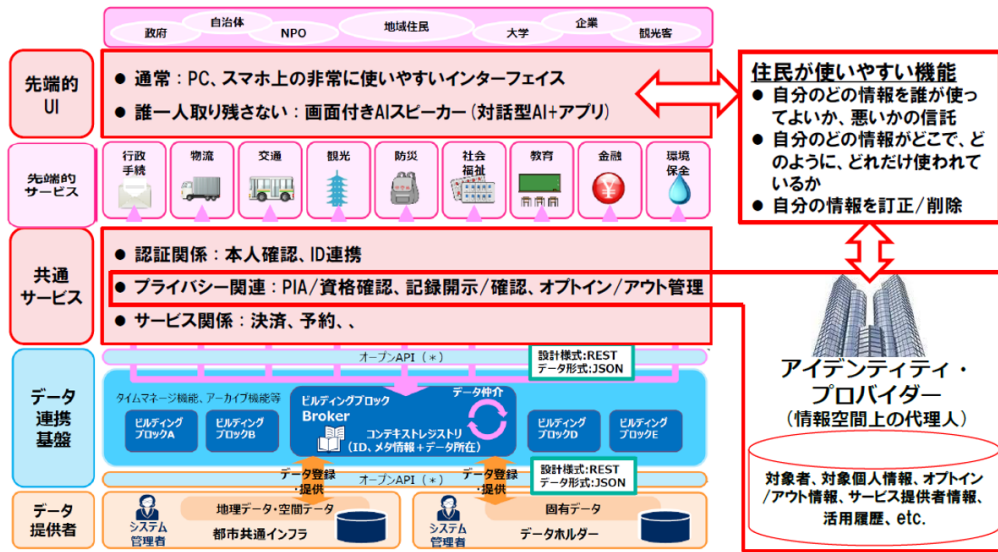 政府
自治体
NPO
地域住民
大学
企業
観光客
先端的
UI
● 通常：PC、スマホ上の非常に使いやすいインターフェイス
● 誰一人取り残さない：画面付きAIスピーカー（対話型AI+アプリ）
住民が使いやすい機能
● 自分のどの情報を誰が使っ
てよいか、悪いかの信託
● 自分のどの情報がどこで、ど
のように、どれだけ使われて
いるか
● 自分の情報を訂正/削除
先端的
サービス
行政
手続
物流
交通
観光
防災
社会
福祉
教育
金融
環境
保全
共通
サービス
● 認証関係：本人確認、ID連携
● プライバシー関連：PIA/資格確認、記録開示/確認、オプトイン/アウト管理
● サービス関係：決済、予約、、
アイデンティティ・
プロバイダー
（情報空間上の代理人）
対象者、対象個人情報、オプトイン
/アウト情報、サービス提供者情報、
活用履歴、etc.
オープンAPI（＊）
設計様式:REST
データ形式:JSON
データ
連携
基盤
タイムマネージ機能、アーカイブ機能等
ビルディング
ブロックA
ビルディング
ブロックB
ビルディングブロック
Broker
データ仲介
コンテキストレジストリ
（ID、メタ情報+データ所在）
ビルディング
ブロックD
ビルディング
ブロックE
データ登録
・提供
オープンAPI（＊）
データ登録
・提供
設計様式:REST
データ形式:JSON
データ
提供者
システム
管理者
地理データ・空間データ
都市共通インフラ
システム
管理者
固有データ
データホルダー